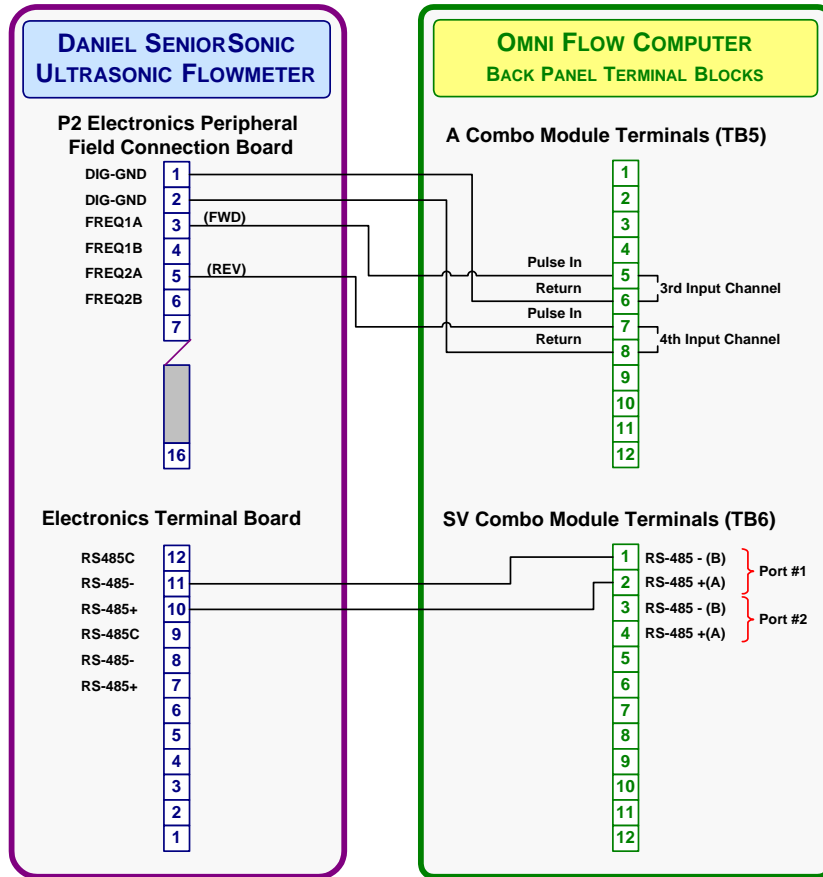 DANIEL SENIORSONIC
ULTRASONIC FLOWMETER
P2 Electronics Peripheral
Field Connection Board
DIG-GND 1
DIG-GND 2
FREQ1A 3 (FWD)
FREQ1B 4
FREQ2A 5 (REV)
FREQ2B 6
7
16
Electronics Terminal Board
RS485C 12
RS-485- 11
RS-485+ 10
RS-485C 9
RS-485- 8
RS-485+ 7
6
5
4
3
2
1
OMNI FLOW COMPUTER
BACK PANEL TERMINAL BLOCKS
A Combo Module Terminals (TB5)
1
2
3
4
Pulse In 5
Return 6
3rd Input Channel
Pulse In 7
Return 8
4th Input Channel
9
10
11
12
SV Combo Module Terminals (TB6)
1 RS-485 - (B)
2 RS-485 +(A)
Port #1
3 RS-485 - (B)
4 RS-485 +(A)
Port #2
5
6
7
8
9
10
11
12